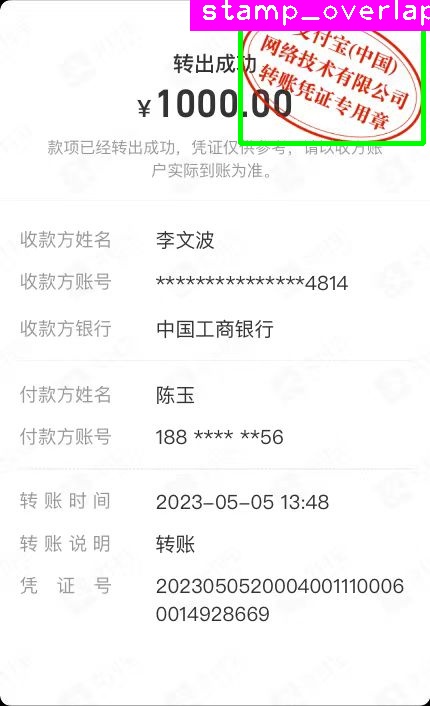 stamp_overlap
转出成功
支付宝(中国)
网络技术有限公司
转账凭证专用章
¥1000.00
款项已经转出成功，凭证仅供参考，请以收方账
户实际到账为准。
收款方姓名 李文波
收款方账号 ***************4814
收款方银行 中国工商银行
付款方姓名 陈玉
付款方账号 188 **** **56
转账时间 2023-05-05 13:48
转账说明 转账
凭证号 2023050520004001110006
0014928669